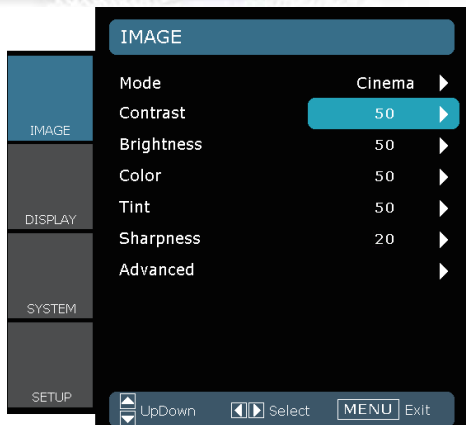 IMAGE
IMAGE
DISPLAY
SYSTEM
SETUP
Mode Cinema
Contrast 50
Brightness 50
Color 50
Tint 50
Sharpness 20
Advanced
UpDown Select MENU Exit